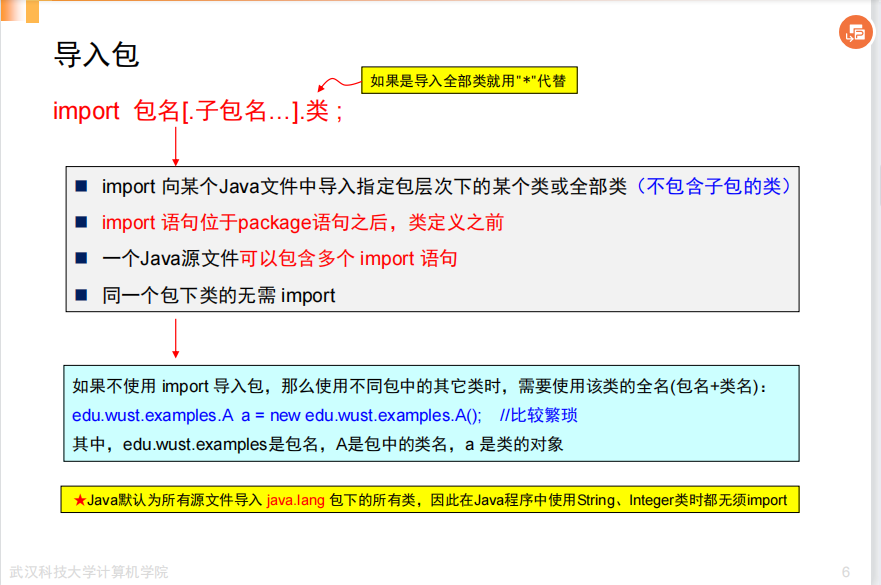 导入包
如果是导入全部类就用"*"代替
import 包名[.子包名…].类 ;
import 向某个Java文件中导入指定包层次下的某个类或全部类（不包含子包的类）
import 语句位于package语句之后，类定义之前
一个Java源文件可以包含多个 import 语句
同一个包下类的无需 import
如果不使用 import 导入包，那么使用不同包中的其它类时，需要使用该类的全名(包名+类名)：
edu.wust.examples.A a = new edu.wust.examples.A(); //比较繁琐
其中，edu.wust.examples是包名，A是包中的类名，a 是类的对象
★Java默认为所有源文件导入 java.lang 包下的所有类，因此在Java程序中使用String、Integer类时都无须import
武汉科技大学计算机学院
6